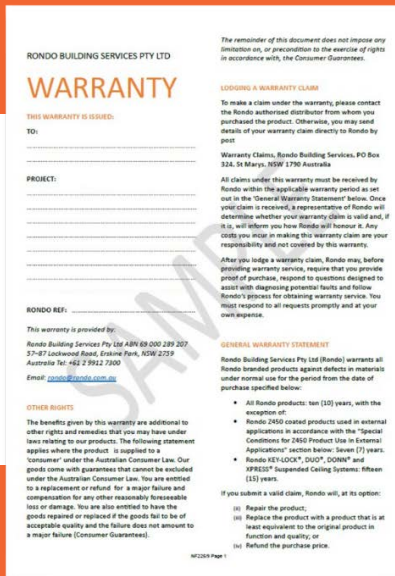 RONDO BUILDING SERVICES PTY LTD
WARRANTY
THIS WARRANTY IS ISSUED:
TO:
PROJECT:
RONDO REF:
This warranty is provided by:
Rondo Building Services Pty Ltd ABN 69 000 289 207
57–87 Lockwood Road, Erskine Park, NSW 2759
Australia Tel: +61 2 9912 7300
Email: rondo@rondo.com.au
OTHER RIGHTS
The benefits given by this warranty are additional to
other rights and remedies that you may have under
laws relating to our products. The following statement
applies where the product is supplied to a
'consumer' under the Australian Consumer Law. Our
goods come with guarantees that cannot be excluded
under the Australian Consumer Law. You are entitled
to a replacement or refund for a major failure and
compensation for any other reasonably foreseeable
loss or damage. You are also entitled to have the
goods repaired or replaced if the goods fail to be of
acceptable quality and the failure does not amount to
a major failure (Consumer Guarantees).
The remainder of this document does not impose any
limitation on, or precondition to the exercise of rights
in accordance with, the Consumer Guarantees.
LODGING A WARRANTY CLAIM
To make a claim under the warranty, please contact
the Rondo authorised distributor from whom you
purchased the product. Otherwise, you may send
details of your warranty claim directly to Rondo by
post
Warranty Claims, Rondo Building Services, PO Box
324, St Marys, NSW 1790 Australia
All claims under this warranty must be received by
Rondo within the applicable warranty period as set
out in the 'General Warranty Statement' below. Once
your claim is received, a representative of Rondo will
determine whether your warranty claim is valid and, if
it is, will inform you how Rondo will honour it. Any
costs you incur in making this warranty claim are your
responsibility and not covered by this warranty.
After you lodge a warranty claim, Rondo may, before
providing warranty service, require that you provide
proof of purchase, respond to questions designed to
assist with diagnosing potential faults and follow
Rondo's process for obtaining warranty service. You
must respond to all requests promptly and at your
own expense.
GENERAL WARRANTY STATEMENT
Rondo Building Services Pty Ltd (Rondo) warrants all
Rondo branded products against defects in materials
under normal use for the period from the date of
purchase specified below:
• All Rondo products: ten (10) years, with the
exception of:
• Rondo 2450 coated products used in external
applications in accordance with the "Special
Conditions for 2450 Product Use in External
Applications" section below: Seven (7) years.
• Rondo KEY-LOCK®, DUO®, DONN® and
XPRESS® Suspended Ceiling Systems: fifteen
(15) years.
If you submit a valid claim, Rondo will, at its option:
(i) Repair the product;
(ii) Replace the product with a product that is at
least equivalent to the original product in
function and quality; or
(iv) Refund the purchase price.
Page 1
SAMPLE